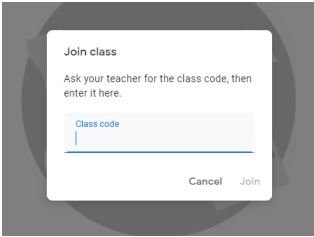 Join class
Ask your teacher for the class code, then
enter it here.
Class code
Cancel Join